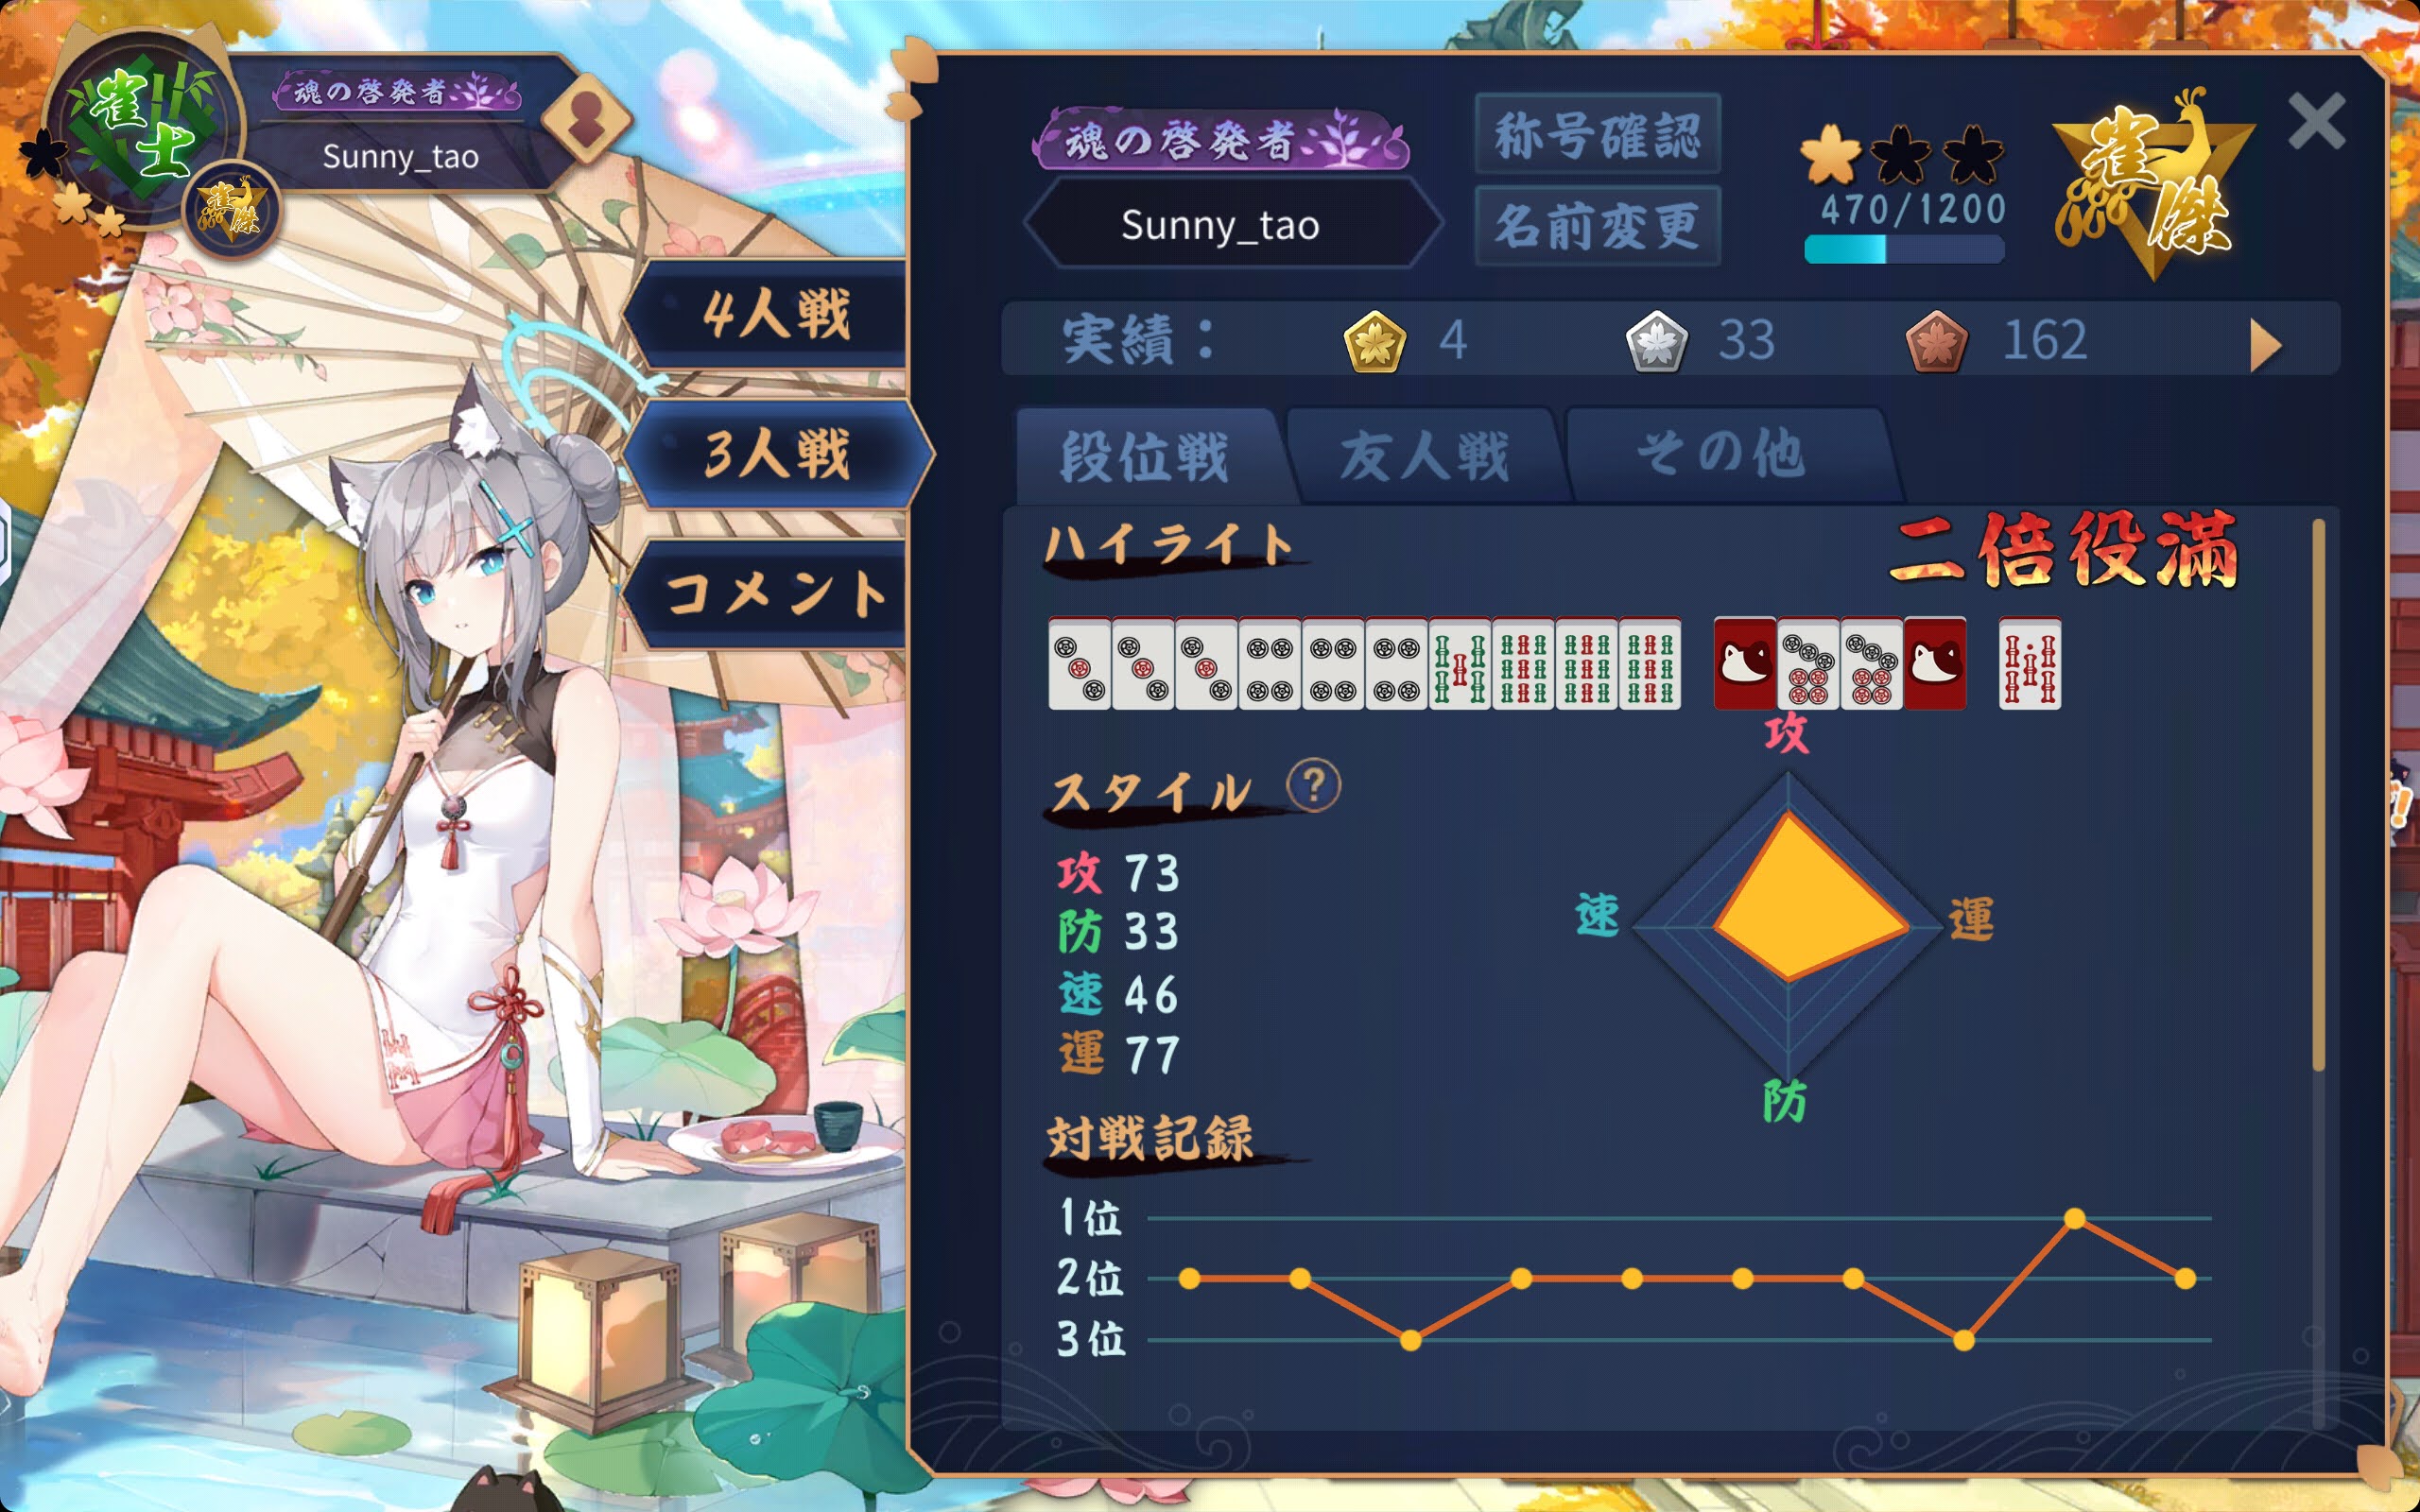 雀士
魂の啓発者
Sunny_tao
雀傑
4人戦
3人戦
コメント
魂の啓発者
Sunny_tao
称号確認
名前変更
470/1200
雀傑
実績：
4
33
162
段位戦
友人戦
その他
ハイライト
二倍役満
スタイル ?
攻 73
防 33
速 46
運 77
攻
速
運
防
対戦記録
1位
2位
3位